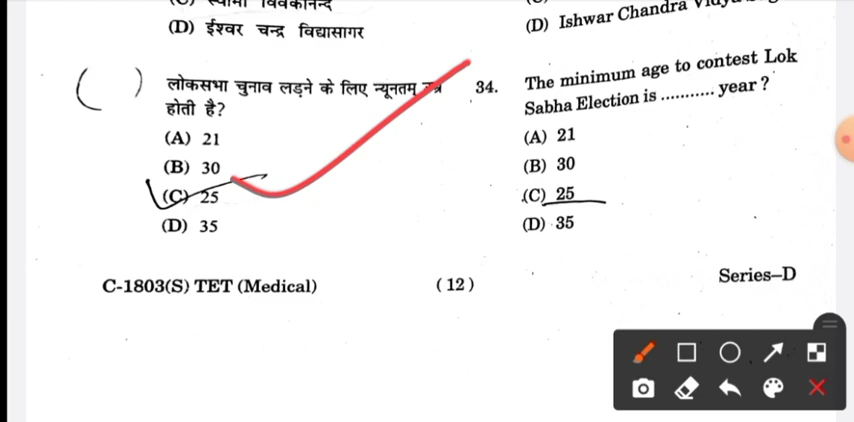 (D) ईश्वर चन्द्र विद्यासागर
लोकसभा चुनाव लड़ने के लिए न्यूनतम्
होती है?
(A) 21
(B) 30
(C) 25
(D) 35
(D) Ishwar Chandra
34. The minimum age to contest Lok
Sabha Election is ........... year ?
(A) 21
(B) 30
(C) 25
(D) 35
C-1803(S) TET (Medical)
( 12 )
Series–D